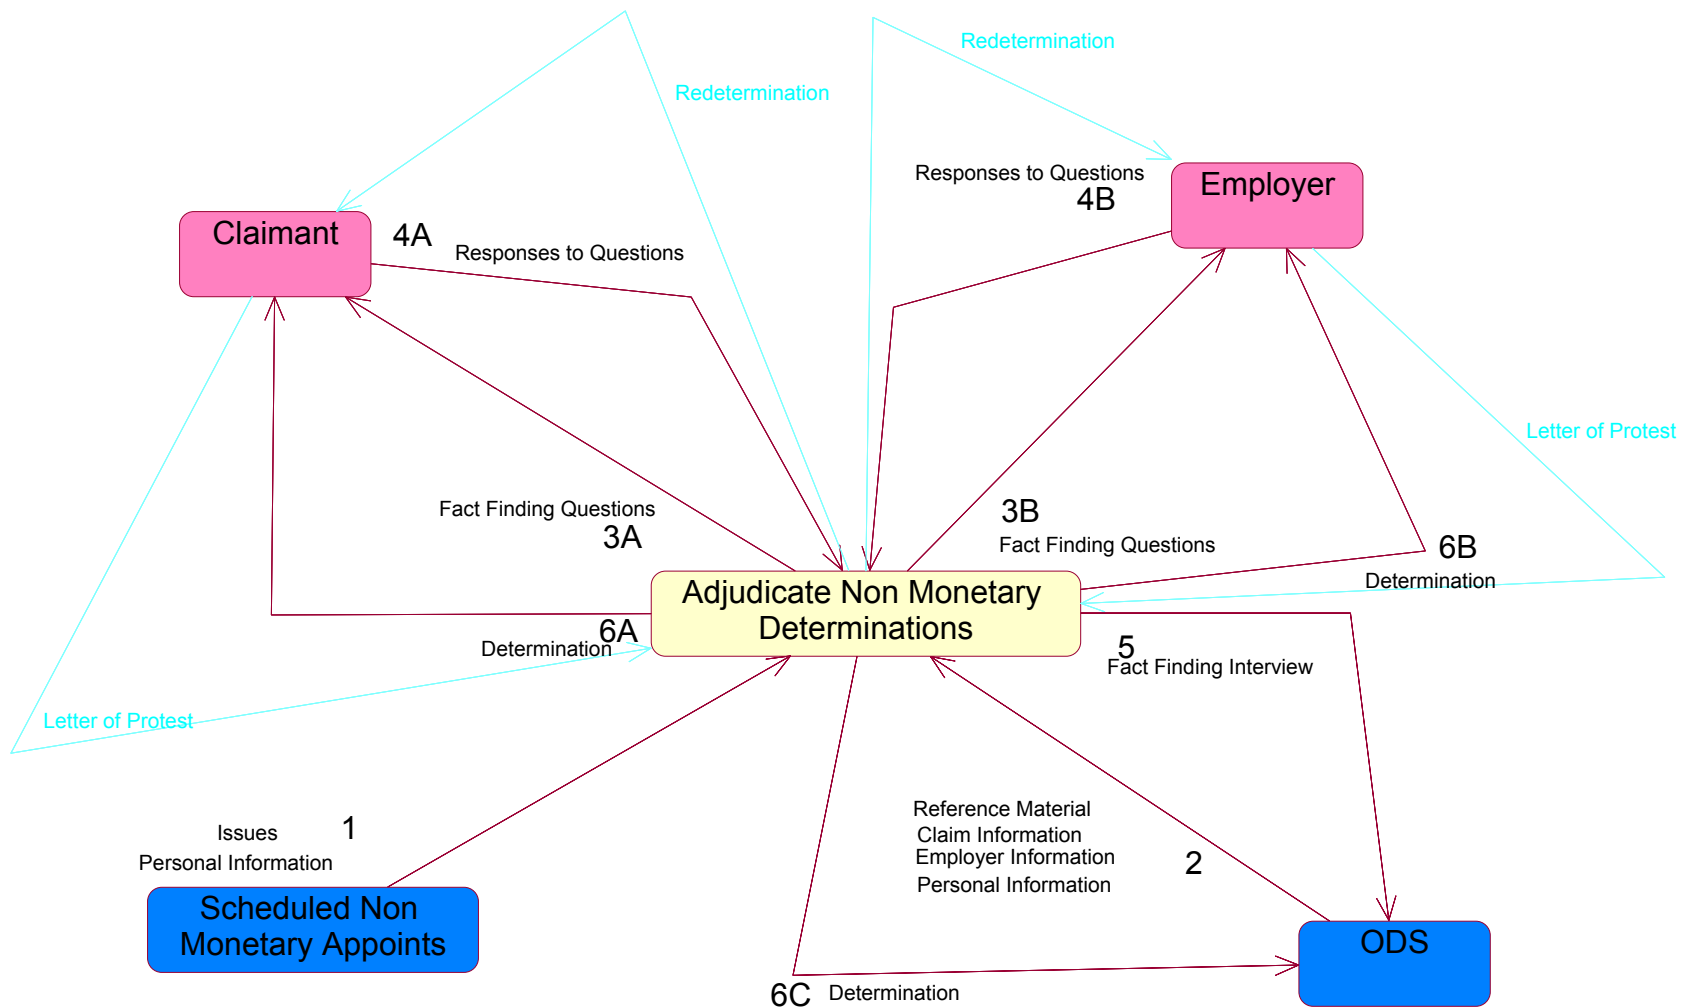 Redetermination
Redetermination
Responses to Questions
4B
Employer
Claimant
4A
Responses to Questions
Letter of Protest
Fact Finding Questions
3A
3B
Fact Finding Questions
6B
Determination
Adjudicate Non Monetary
Determinations
6A
Determination
5
Fact Finding Interview
Letter of Protest
Issues
1
Personal Information
Reference Material
Claim Information
Employer Information
Personal Information
2
Scheduled Non
Monetary Appoints
ODS
6C
Determination